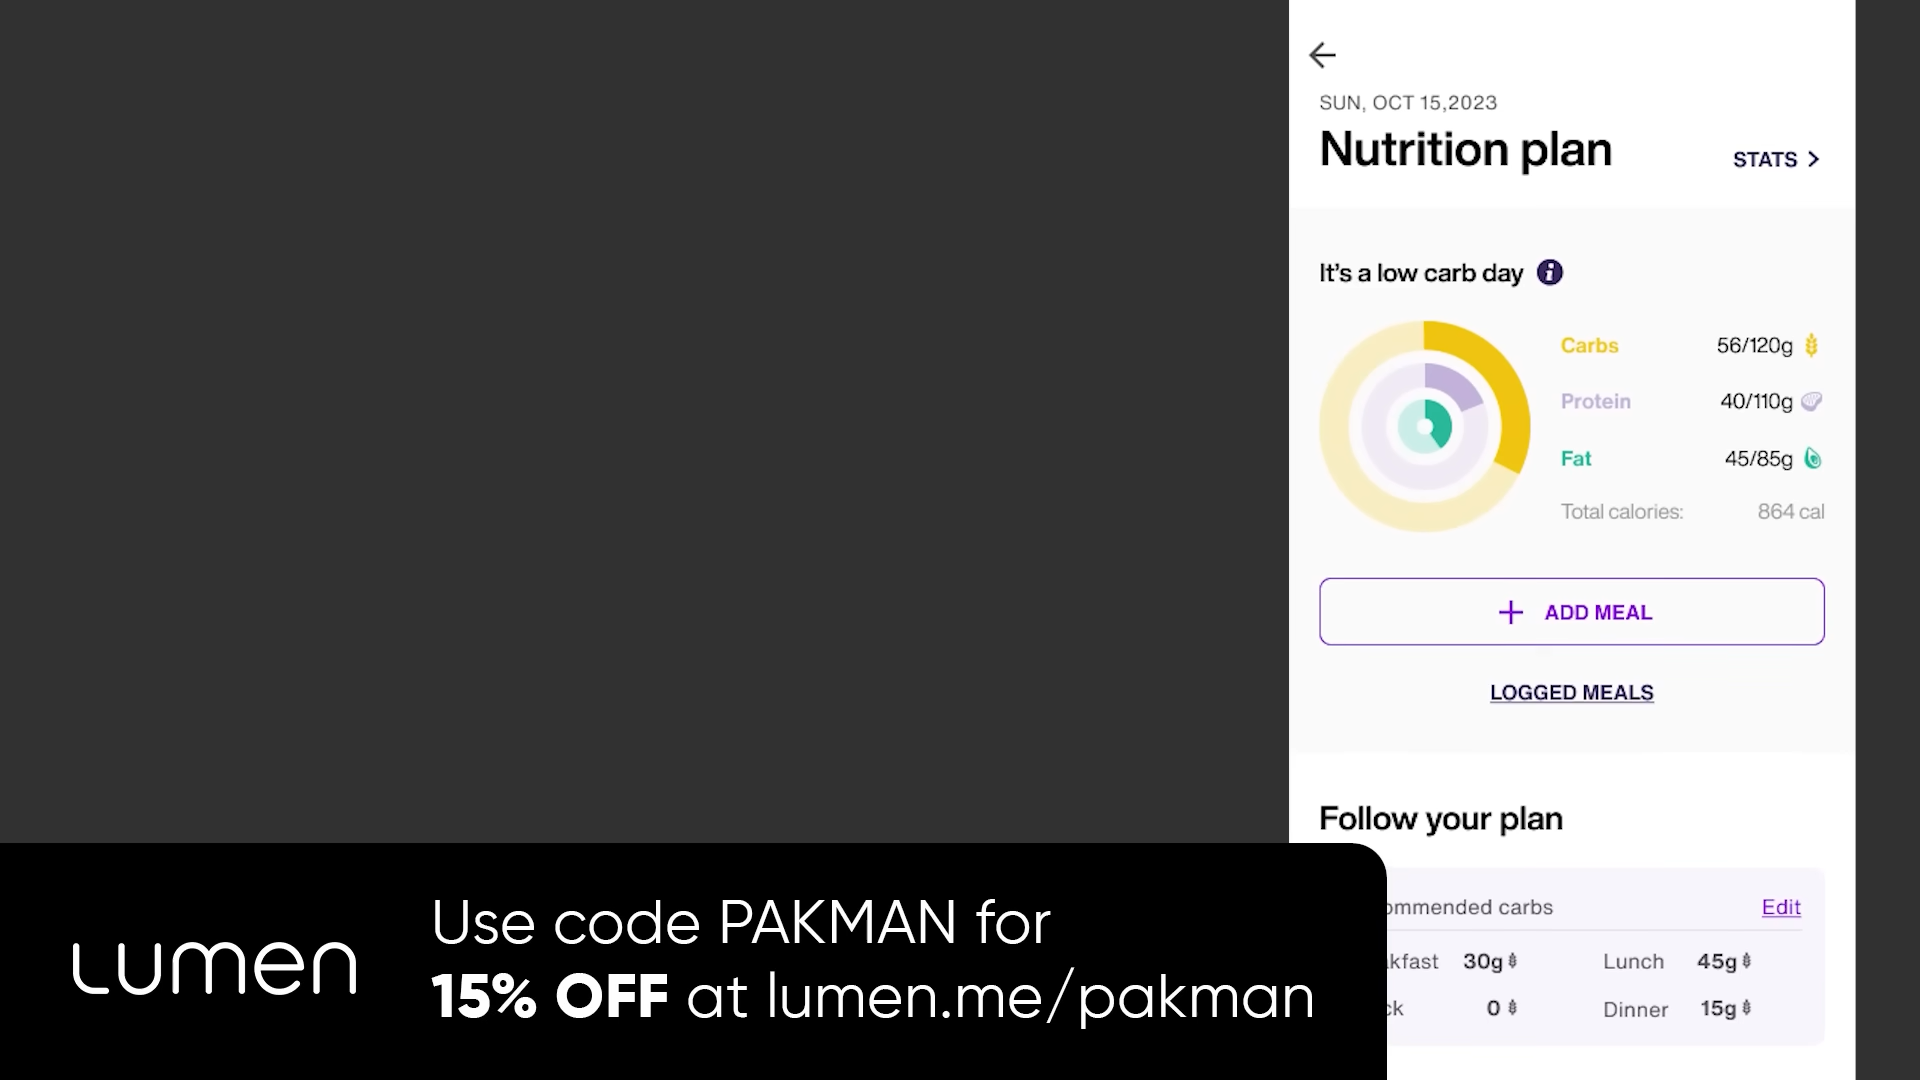 SUN, OCT 15,2023
Nutrition plan
STATS
It's a low carb day
Carbs 56/120g
Protein 40/110g
Fat 45/85g
Total calories: 864 cal
ADD MEAL
LOGGED MEALS
Follow your plan
ommended carbs Edit
kfast 30g Lunch 45g
ck 0 Dinner 15g
Lumen
Use code PAKMAN for
15% OFF at lumen.me/pakman